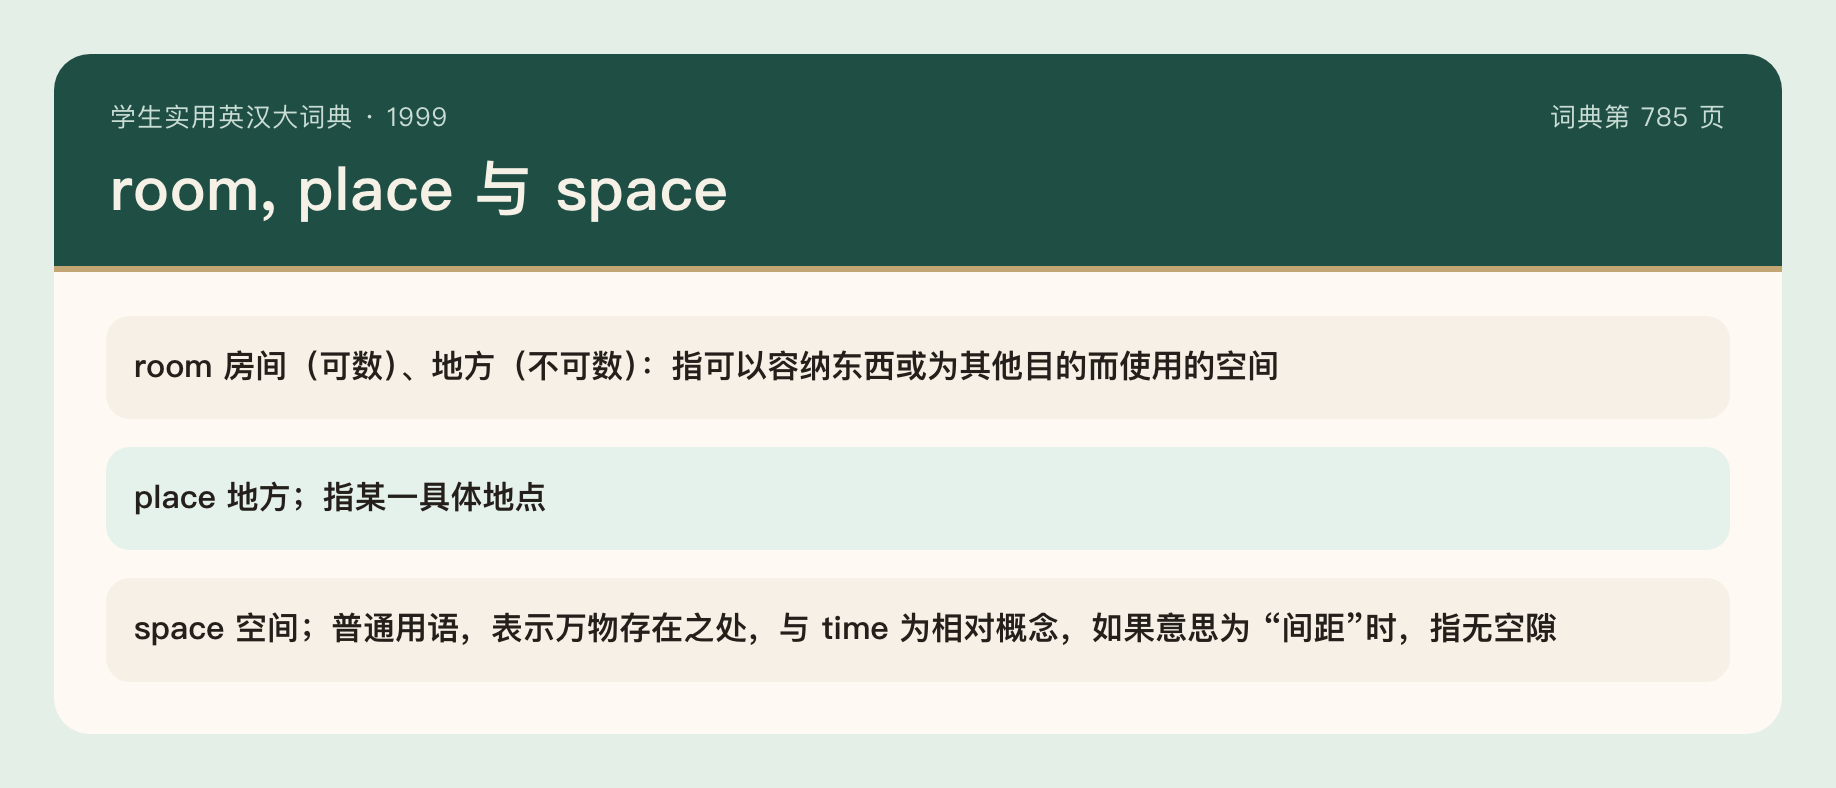 学生实用英汉大词典 · 1999
词典第 785 页
room, place 与 space
room 房间（可数）、地方（不可数）：指可以容纳东西或为其他目的而使用的空间
place 地方；指某一具体地点
space 空间；普通用语，表示万物存在之处，与 time 为相对概念，如果意思为 “间距”时，指无空隙